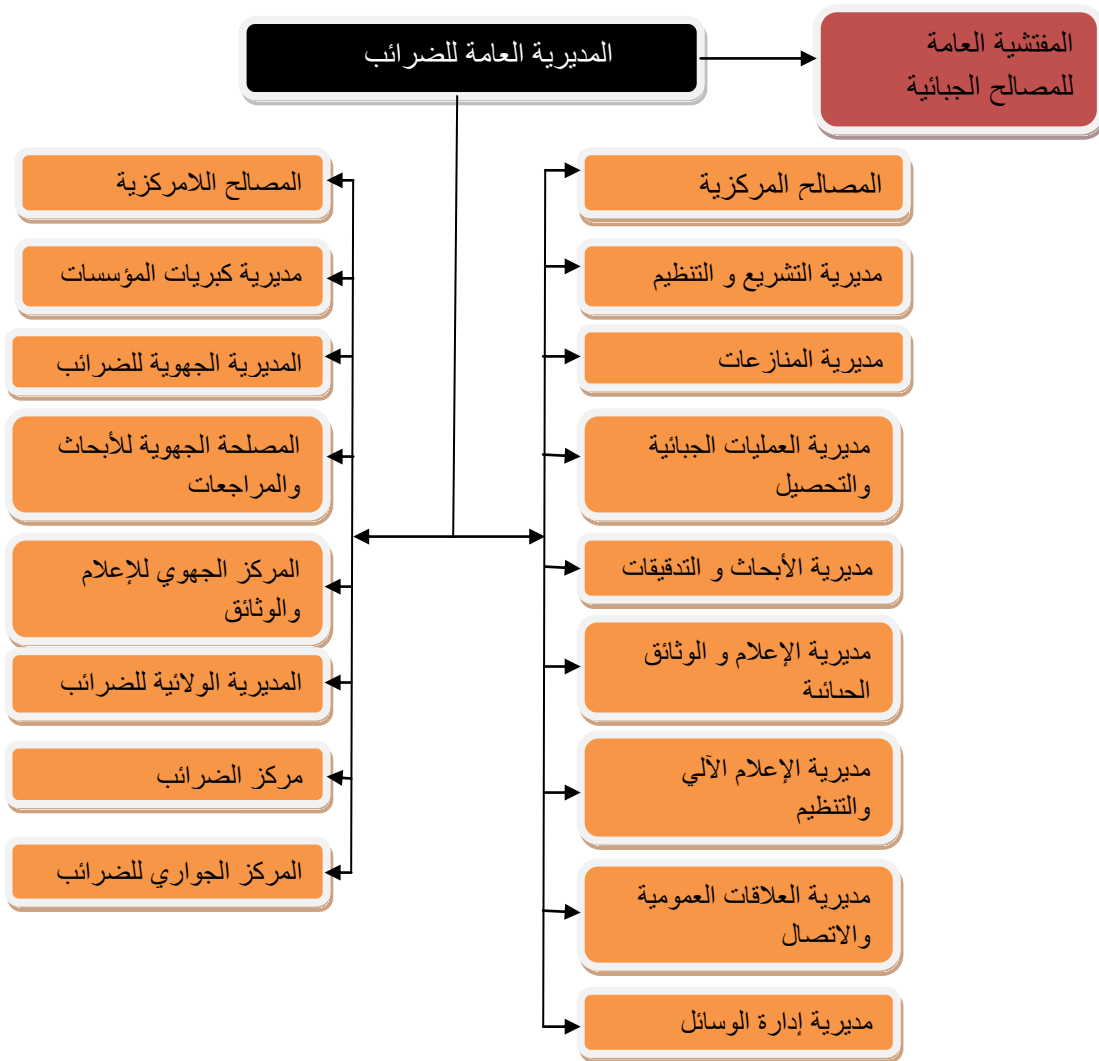 المديرية العامة للضرائب
المفتشية العامة
للمصالح الجبائية
المصالح المركزية
مديرية التشريع و التنظيم
مديرية المنازعات
مديرية العمليات الجبائية
والتحصيل
مديرية الأبحاث و التدقيقات
مديرية الإعلام و الوثائق
الجبائية
مديرية الإعلام الآلي
والتنظيم
مديرية العلاقات العمومية
والاتصال
مديرية إدارة الوسائل
المصالح اللامركزية
مديرية كبريات المؤسسات
المديرية الجهوية للضرائب
المصلحة الجهوية للأبحاث
والمراجعات
المركز الجهوي للإعلام
والوثائق
المديرية الولائية للضرائب
مركز الضرائب
المركز الجواري للضرائب